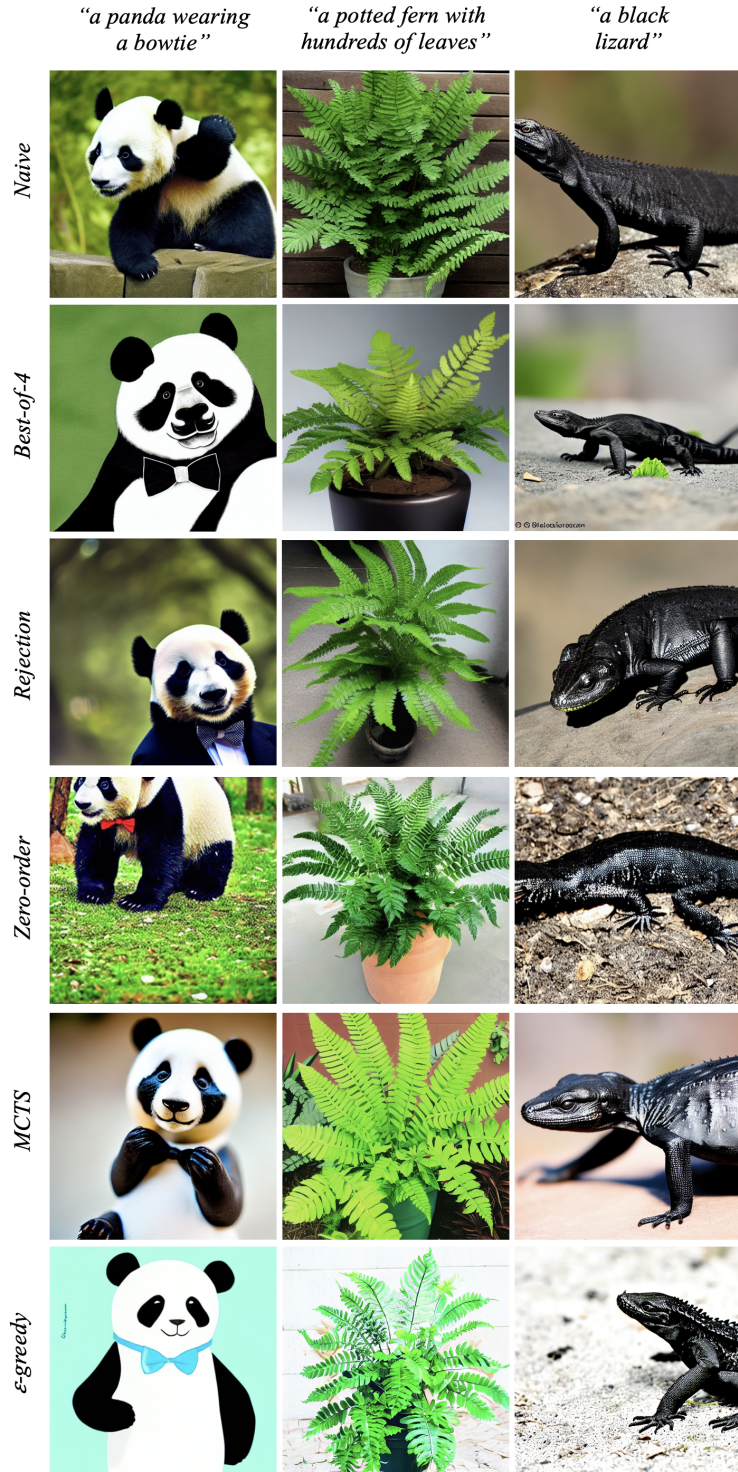 “a panda wearing
a bowtie”
“a potted fern with
hundreds of leaves”
“a black
lizard”
Naive
Best-of-4
Rejection
Zero-order
MCTS
ε-greedy